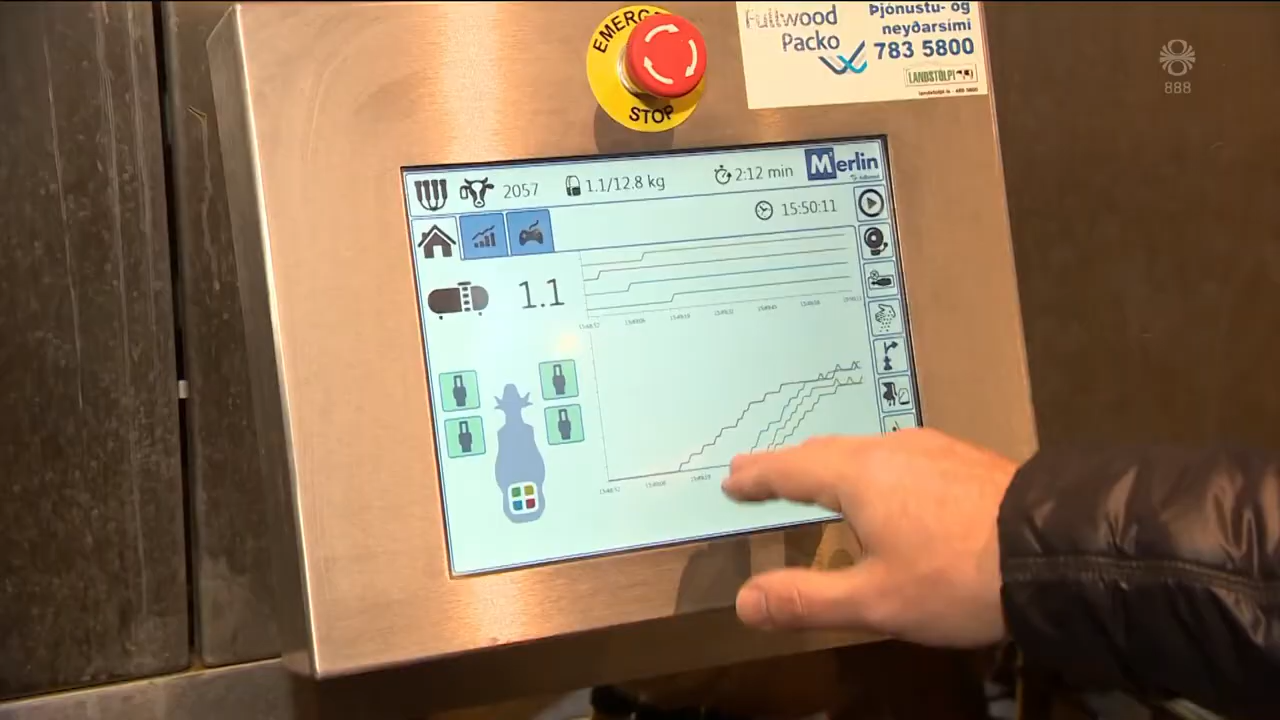 EMERG
STOP
Fullwood
Packo
Þjónustu- og
neyðarsími
783 5800
LANDSTÓLPI
888
2057
1.1/12.8 kg
2:12 min
Merlin
15:50:11
1.1